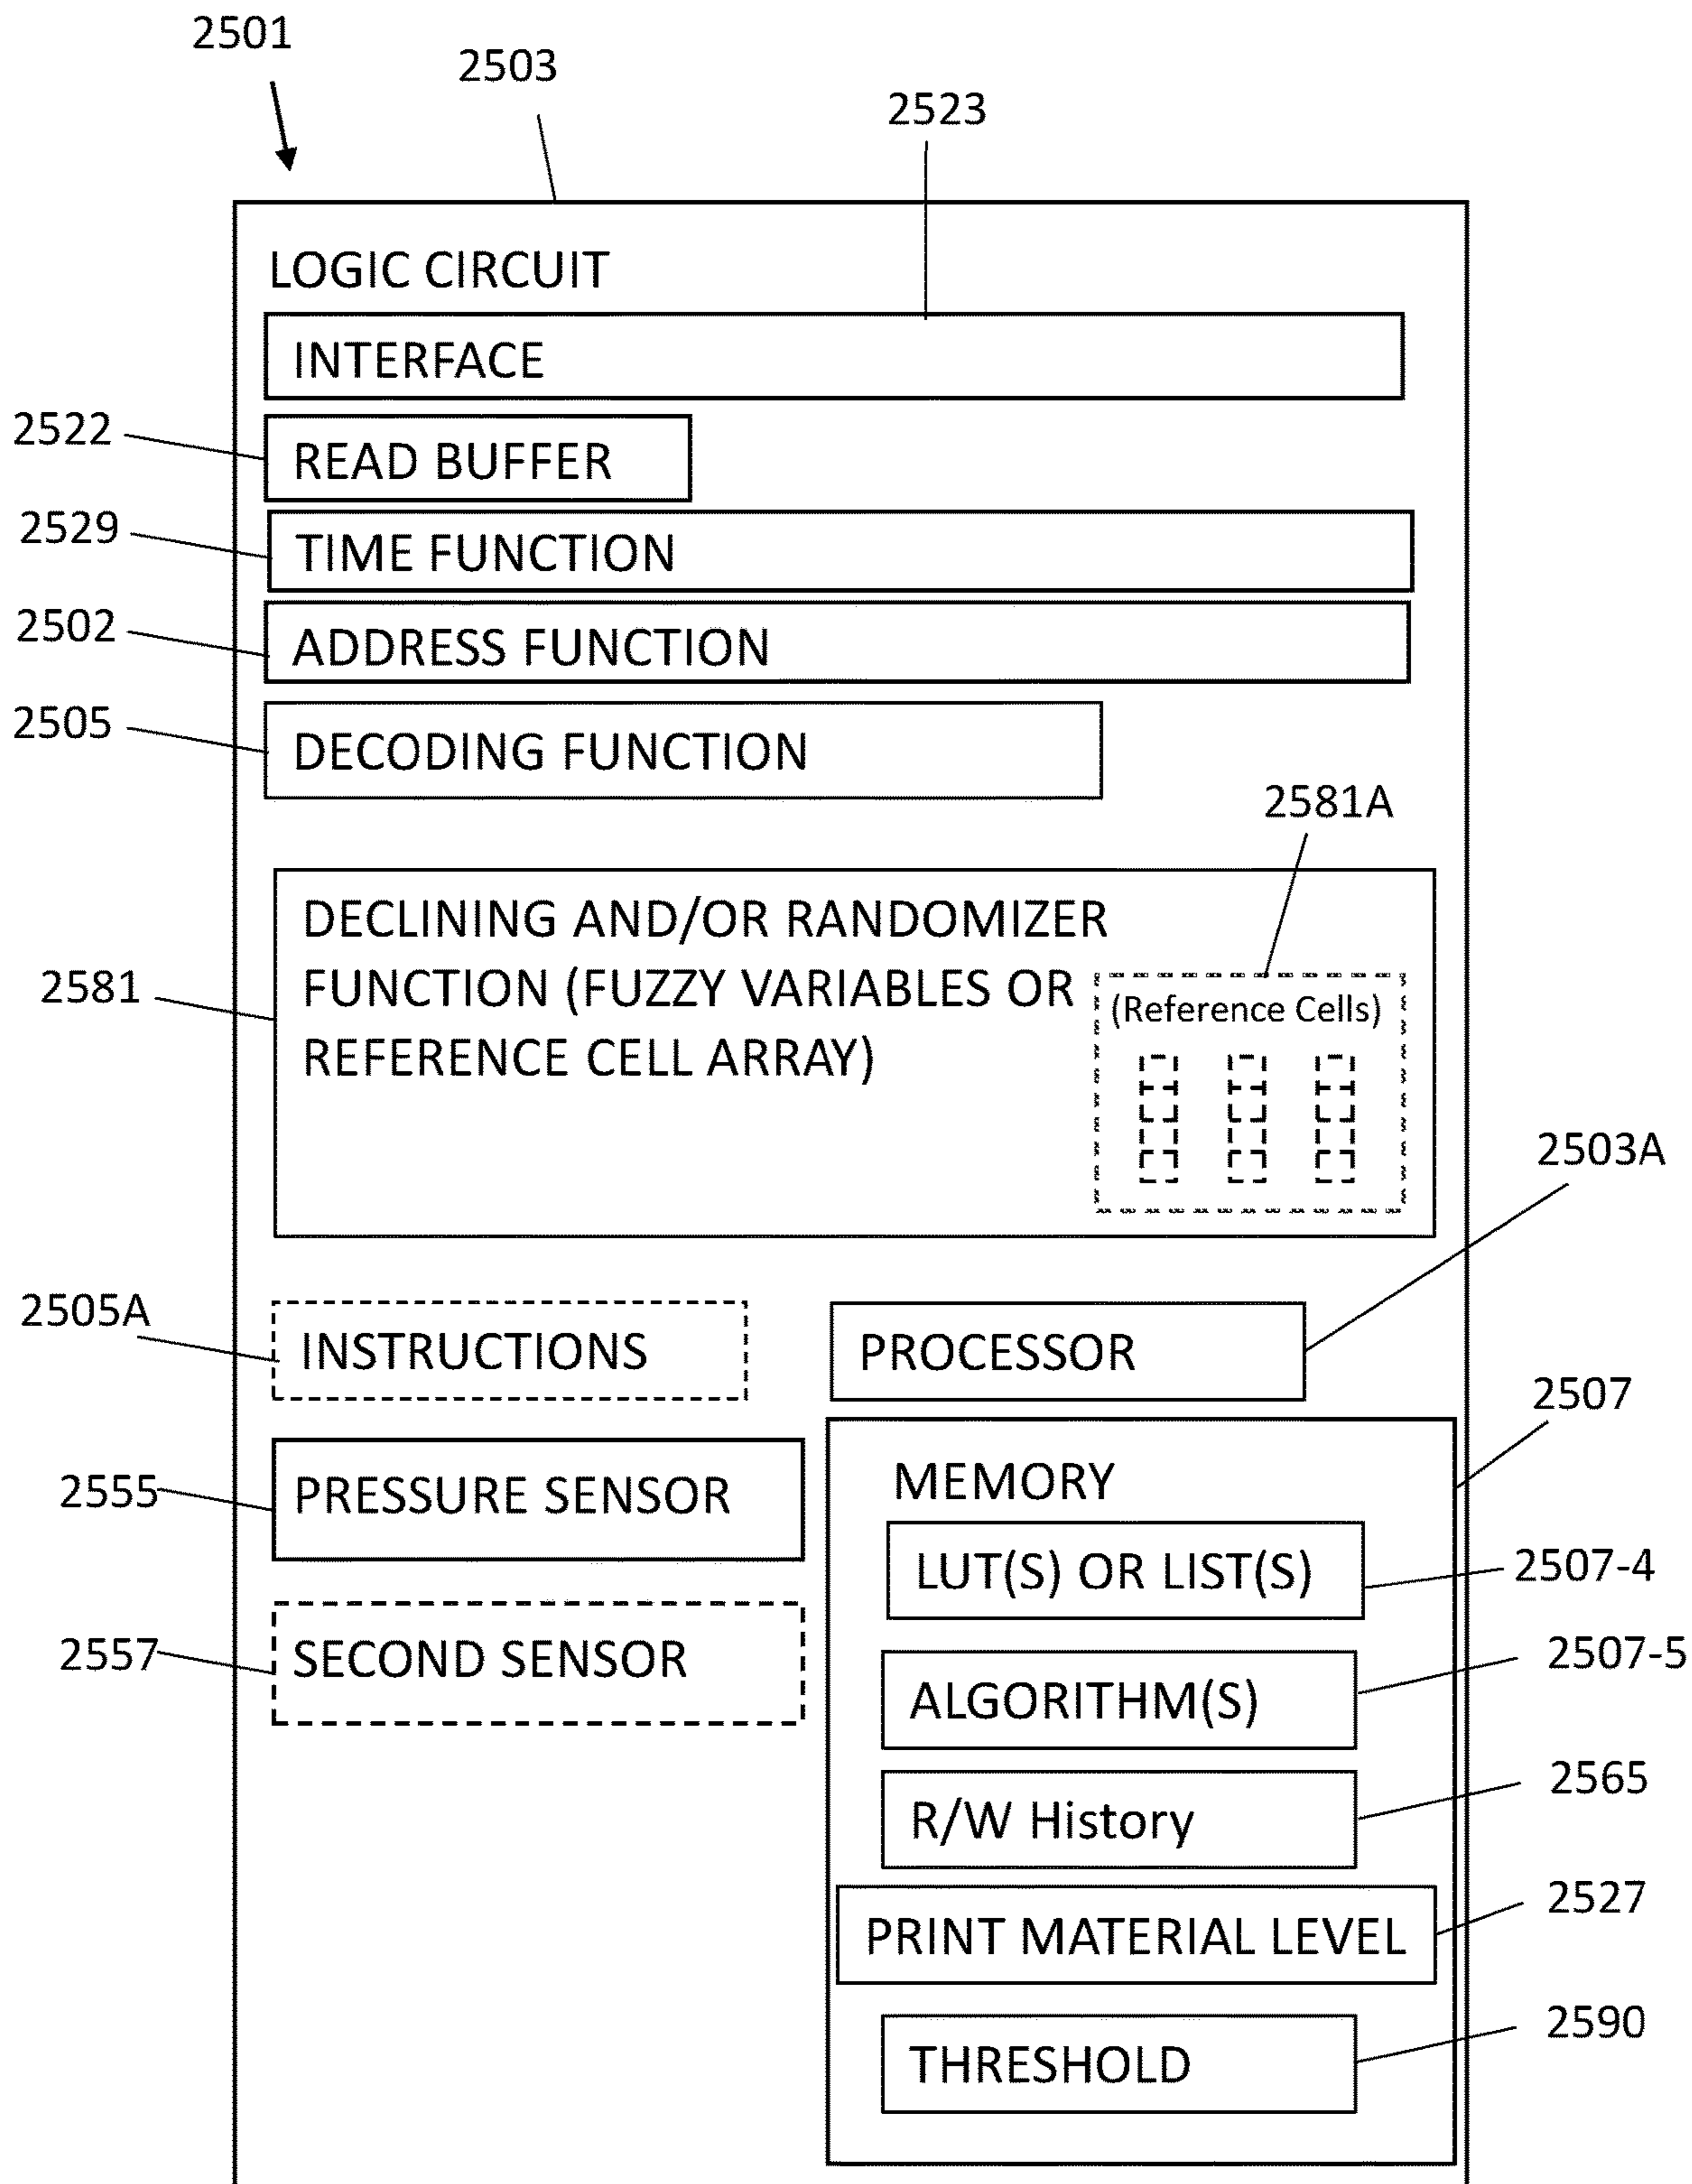 2501
2503
2523
LOGIC CIRCUIT
INTERFACE
2522
READ BUFFER
2529
TIME FUNCTION
2502
ADDRESS FUNCTION
2505
DECODING FUNCTION
2581A
DECLINING AND/OR RANDOMIZER
FUNCTION (FUZZY VARIABLES OR
REFERENCE CELL ARRAY)
2581
(Reference Cells)
2503A
2505A
INSTRUCTIONS
PROCESSOR
2507
2555
PRESSURE SENSOR
MEMORY
LUT(S) OR LIST(S)
2507-4
2557
SECOND SENSOR
ALGORITHM(S)
2507-5
R/W History
2565
PRINT MATERIAL LEVEL
2527
THRESHOLD
2590